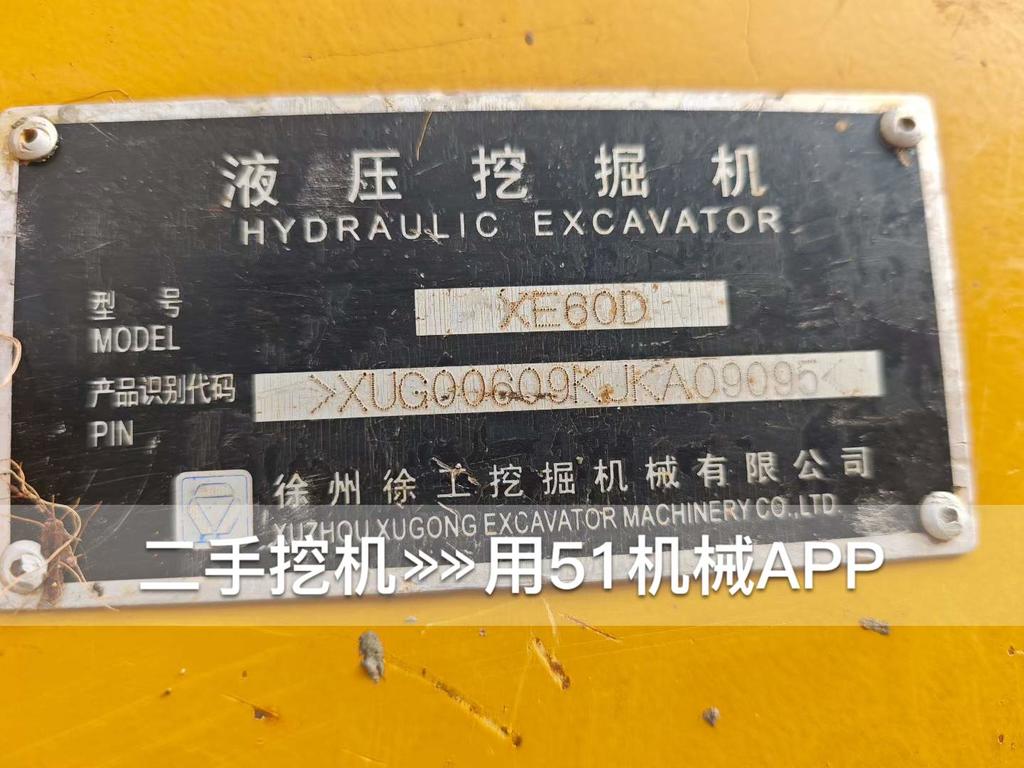 液压挖掘机
HYDRAULIC EXCAVATOR
型号 XE60D
MODEL
产品识别代码 >XUG00609KJKA09095<
PIN
徐州徐工挖掘机械有限公司
XUZHOU XUGONG EXCAVATOR MACHINERY CO.,LTD.
二手挖机»»用51机械APP